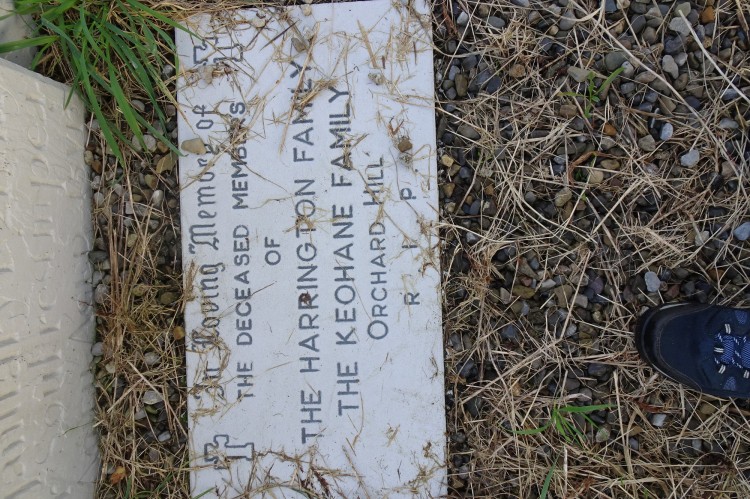 In Loving Memory of
THE DECEASED MEMBERS
OF
THE HARRINGTON FAMILY
THE KEOHANE FAMILY
ORCHARD HILL
R I P